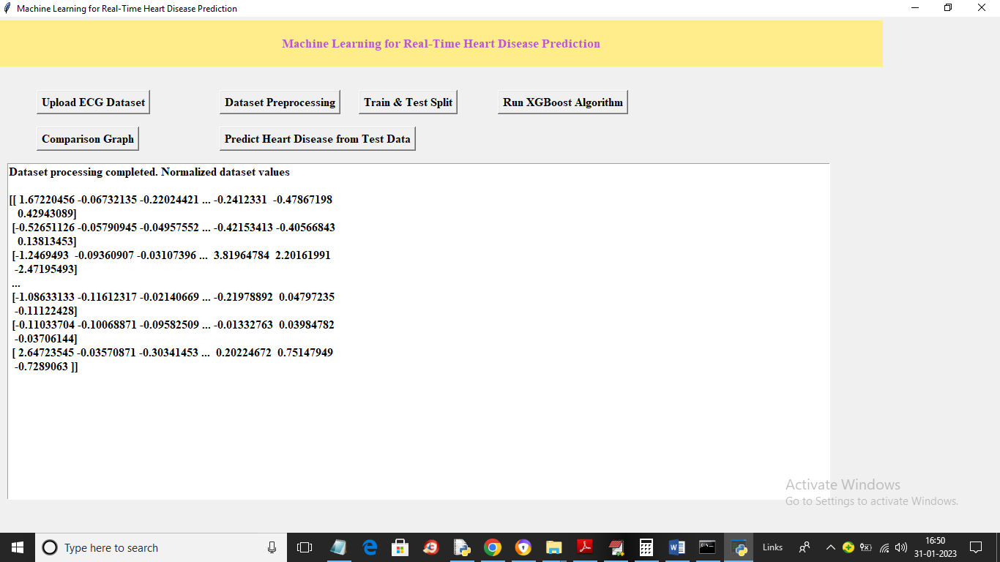 Machine Learning for Real-Time Heart Disease Prediction
Machine Learning for Real-Time Heart Disease Prediction
Upload ECG Dataset Dataset Preprocessing Train & Test Split Run XGBoost Algorithm
Comparison Graph Predict Heart Disease from Test Data
Dataset processing completed. Normalized dataset values
[[ 1.67220456 -0.06732135 -0.22024421 ... -0.2412331 -0.47867198
0.42943089]
[-0.52651126 -0.05790945 -0.04957552 ... -0.42153413 -0.40566843
0.13813453]
[-1.2469493 -0.09360907 -0.03107396 ... 3.81964784 2.20161991
-2.47195493]
...
[-1.08633133 -0.11612317 -0.02140669 ... -0.21978892 0.04797235
-0.11122428]
[-0.11033704 -0.10068871 -0.09582509 ... -0.01332763 0.03984782
-0.03706144]
[ 2.64723545 -0.03570871 -0.30341453 ... 0.20224672 0.75147949
-0.7289063 ]]
Activate Windows
Go to Settings to activate Windows.
Type here to search
Links
16:50
31-01-2023